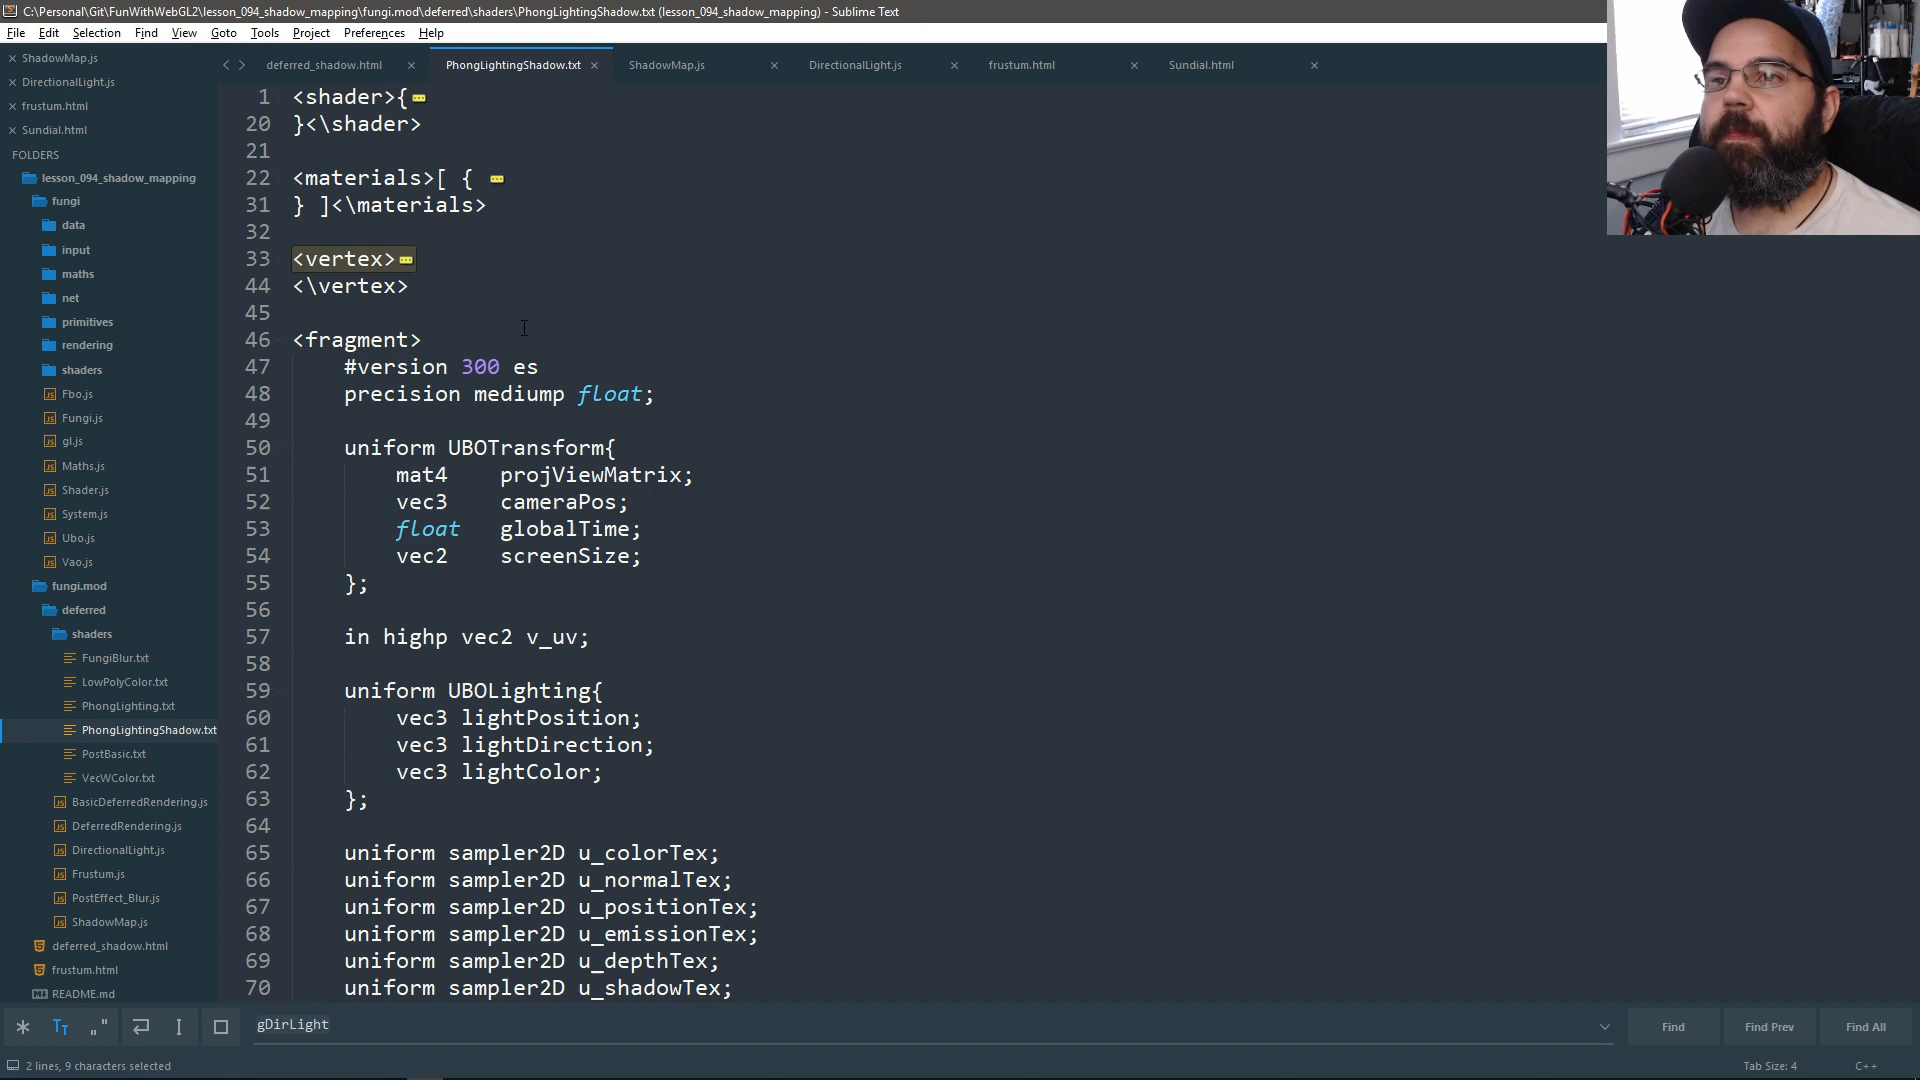 C:\Personal\Git\FunWithWebGL2\lesson_094_shadow_mapping\fungi.mod\deferred\shaders\PhongLightingShadow.txt (lesson_094_shadow_mapping) - Sublime Text
File Edit Selection Find View Goto Tools Project Preferences Help
ShadowMap.js
DirectionalLight.js
frustum.html
Sundial.html
FOLDERS
lesson_094_shadow_mapping
fungi
data
input
maths
net
primitives
rendering
shaders
Fbo.js
Fungi.js
gl.js
Maths.js
Shader.js
System.js
Ubo.js
Vao.js
fungi.mod
deferred
shaders
FungiBlur.txt
LowPolyColor.txt
PhongLighting.txt
PhongLightingShadow.txt
PostBasic.txt
VecWColor.txt
BasicDeferredRendering.js
DeferredRendering.js
DirectionalLight.js
Frustum.js
PostEffect_Blur.js
ShadowMap.js
deferred_shadow.html
frustum.html
README.md
deferred_shadow.html PhongLightingShadow.txt ShadowMap.js DirectionalLight.js frustum.html Sundial.html
1 <shader>{
20 }<\shader>
21
22 <materials>[ {
31 } ]<\materials>
32
33 <vertex>
44 <\vertex>
45
46 <fragment>
47 #version 300 es
48 precision mediump float;
49
50 uniform UBOTransform{
51 mat4 projViewMatrix;
52 vec3 cameraPos;
53 float globalTime;
54 vec2 screenSize;
55 };
56
57 in highp vec2 v_uv;
58
59 uniform UBOLighting{
60 vec3 lightPosition;
61 vec3 lightDirection;
62 vec3 lightColor;
63 };
64
65 uniform sampler2D u_colorTex;
66 uniform sampler2D u_normalTex;
67 uniform sampler2D u_positionTex;
68 uniform sampler2D u_emissionTex;
69 uniform sampler2D u_depthTex;
70 uniform sampler2D u_shadowTex;
gDirLight
Find Find Prev Find All
2 lines, 9 characters selected
Tab Size: 4 C++